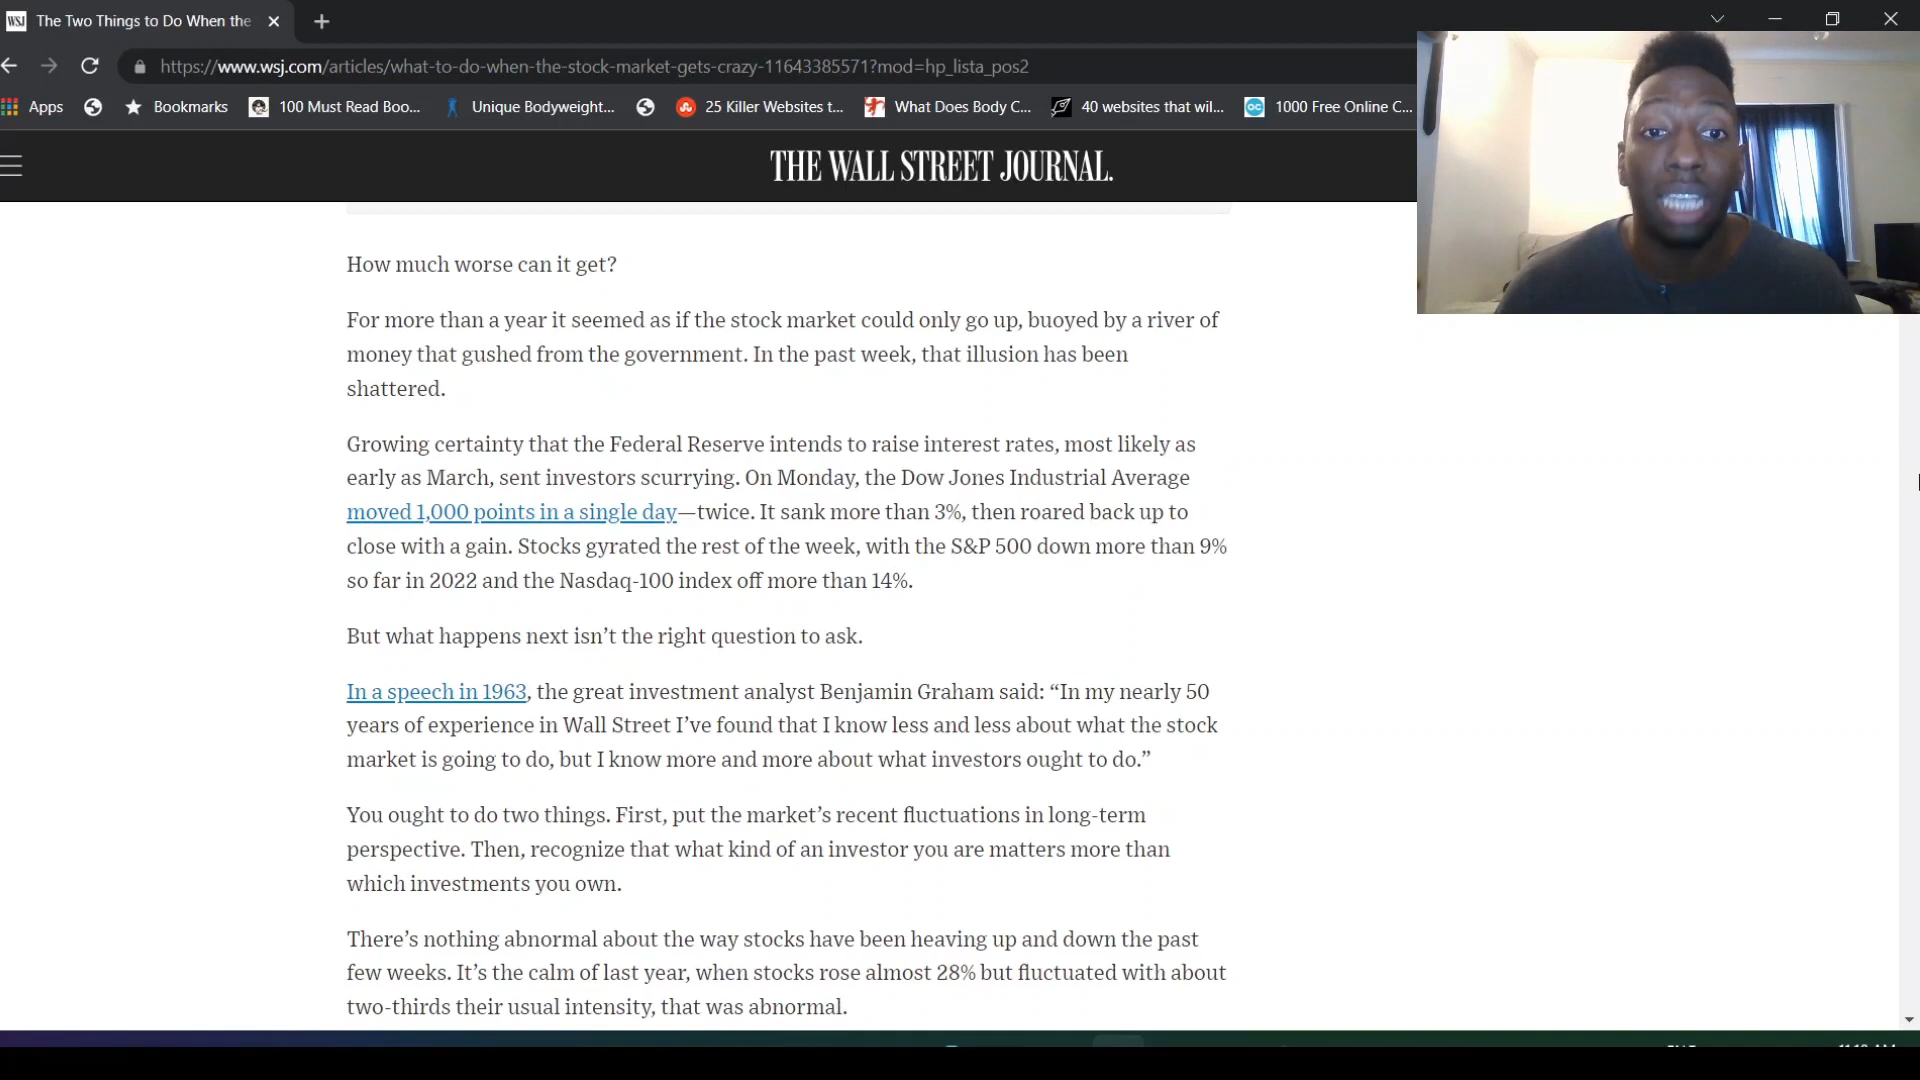 The Two Things to Do When the
https://www.wsj.com/articles/what-to-do-when-the-stock-market-gets-crazy-11643385571?mod=hp_lista_pos2
Apps Bookmarks 100 Must Read Boo... Unique Bodyweight... 25 Killer Websites t... What Does Body C... 40 websites that wil... 1000 Free Online C...
THE WALL STREET JOURNAL.
How much worse can it get?
For more than a year it seemed as if the stock market could only go up, buoyed by a river of
money that gushed from the government. In the past week, that illusion has been
shattered.
Growing certainty that the Federal Reserve intends to raise interest rates, most likely as
early as March, sent investors scurrying. On Monday, the Dow Jones Industrial Average
moved 1,000 points in a single day—twice. It sank more than 3%, then roared back up to
close with a gain. Stocks gyrated the rest of the week, with the S&P 500 down more than 9%
so far in 2022 and the Nasdaq-100 index off more than 14%.
But what happens next isn’t the right question to ask.
In a speech in 1963, the great investment analyst Benjamin Graham said: “In my nearly 50
years of experience in Wall Street I’ve found that I know less and less about what the stock
market is going to do, but I know more and more about what investors ought to do.”
You ought to do two things. First, put the market’s recent fluctuations in long-term
perspective. Then, recognize that what kind of an investor you are matters more than
which investments you own.
There’s nothing abnormal about the way stocks have been heaving up and down the past
few weeks. It’s the calm of last year, when stocks rose almost 28% but fluctuated with about
two-thirds their usual intensity, that was abnormal.